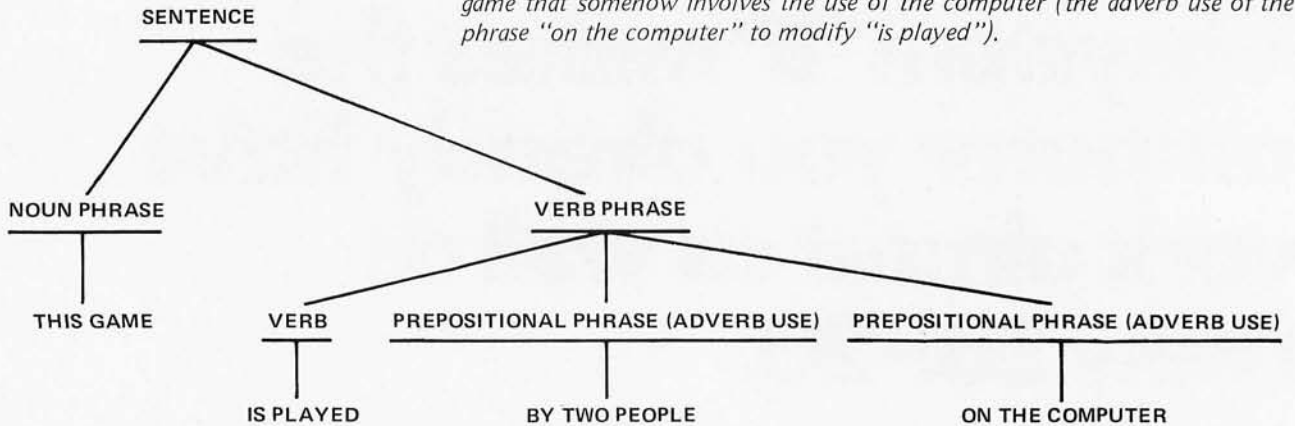 game that somehow involves the use of the computer (the adverb use of the
phrase “on the computer” to modify “is played”).
SENTENCE
NOUN PHRASE VERB PHRASE
THIS GAME VERB PREPOSITIONAL PHRASE (ADVERB USE) PREPOSITIONAL PHRASE (ADVERB USE)
IS PLAYED BY TWO PEOPLE ON THE COMPUTER